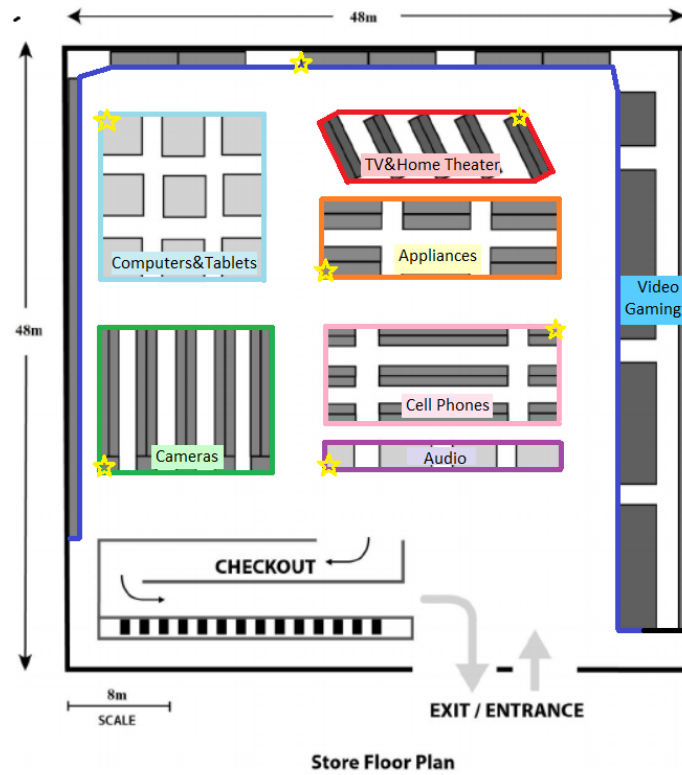 48m
TV&Home Theater
Computers&Tablets
Appliances
Video
Gaming
48m
Cell Phones
Cameras
Audio
CHECKOUT
8m
SCALE
EXIT / ENTRANCE
Store Floor Plan